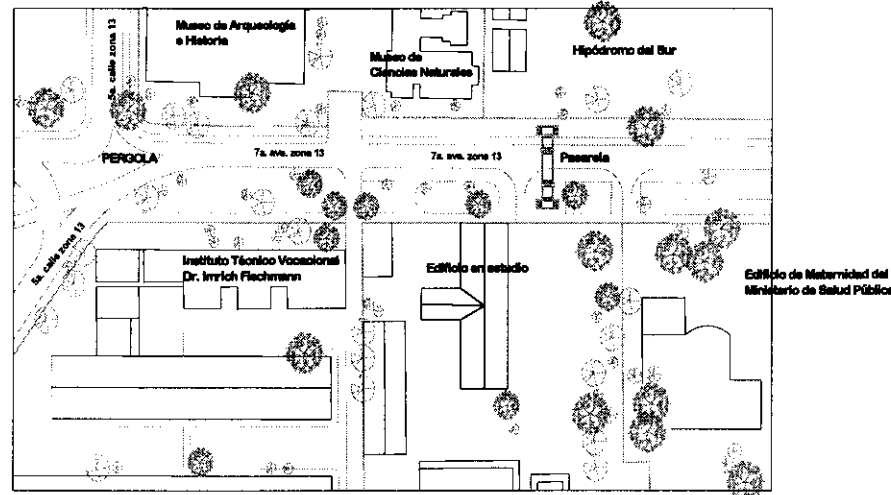 5a. calle zona 13
Museo de Arqueología
e Historia
Museo de
Ciencias Naturales
Hipódromo del Sur
PERGOLA
7a. ave. zona 13
7a. ave. zona 13
Pasarela
5a. calle zona 13
Instituto Técnico Vocacional
Dr. Imrich Fischmann
Edificio en estudio
Edificio de Maternidad del
Ministerio de Salud Pública